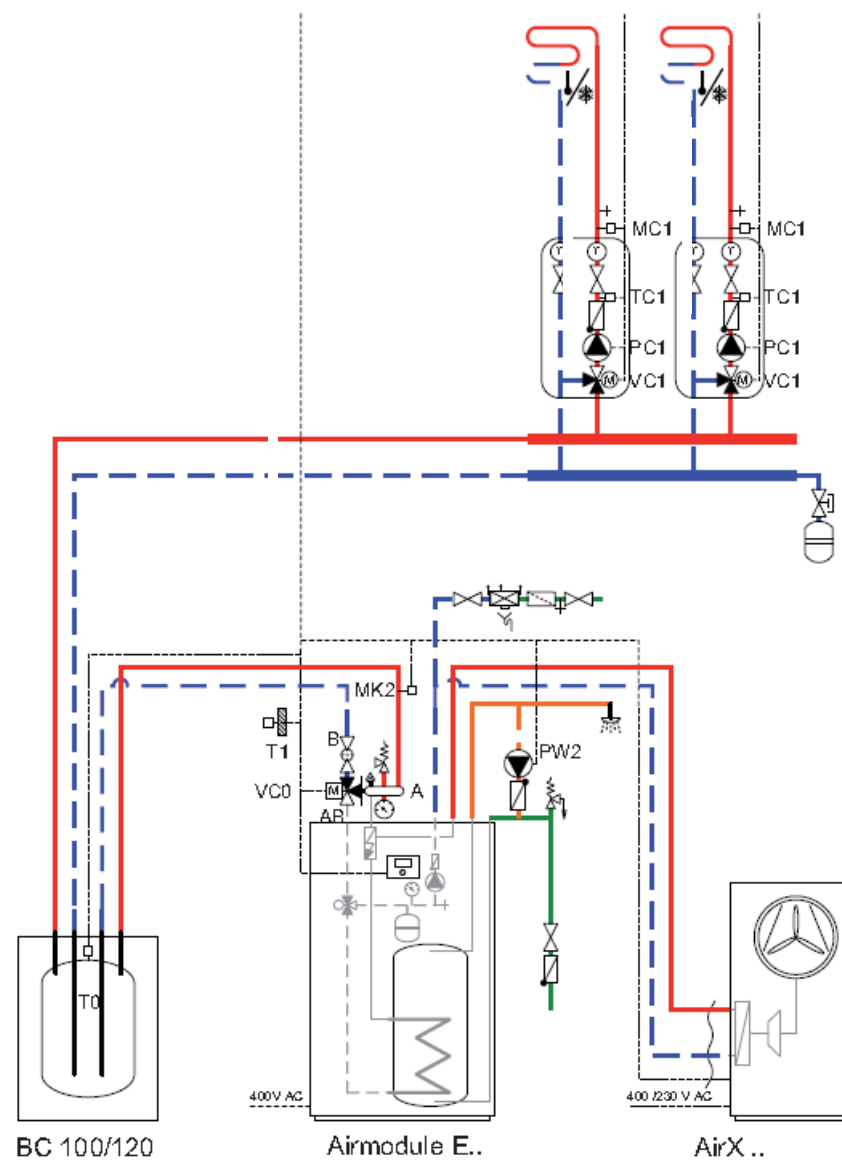 MC1 MC1
TC1 TC1
PC1 PC1
M VC1 M VC1
MK2
B
T1
PW2
VC0 M A
AB
T0
400V AC
400 /230 V AC
BC 100/120 Airmodule E.. AirX ..